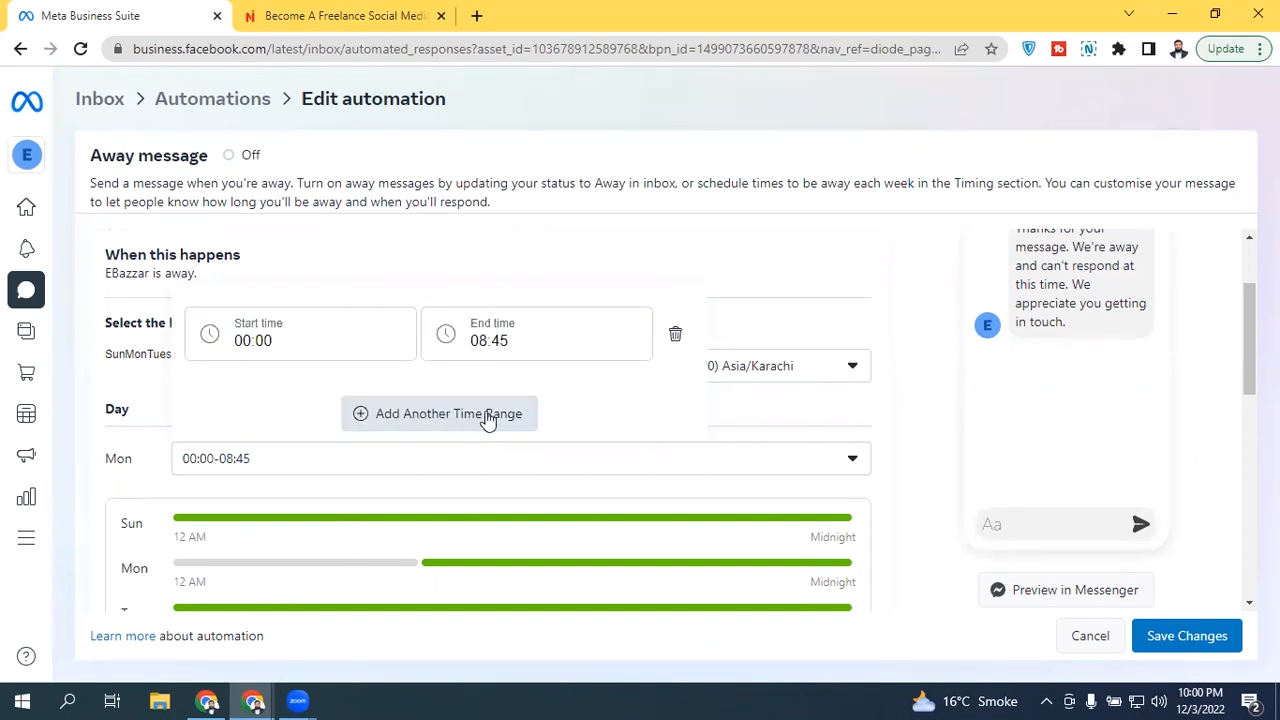 Meta Business Suite
Become A Freelance Social Media
business.facebook.com/latest/inbox/automated_responses?asset_id=103678912589768&bpn_id=1499073660597878&nav_ref=diode_pag...
Update
Inbox > Automations > Edit automation
E
Away message Off
Send a message when you're away. Turn on away messages by updating your status to Away in inbox, or schedule times to be away each week in the Timing section. You can customise your message
to let people know how long you'll be away and when you'll respond.
When this happens
EBazzar is away.
Thanks for your
message. We're away
and can't respond at
this time. We
appreciate you getting
in touch.
E
Select the
SunMonTues
Start time
00:00
End time
08:45
0) Asia/Karachi
Day
Add Another Time Range
Mon
00:00-08:45
Sun
12 AM
Midnight
Mon
12 AM
Midnight
Aa
Preview in Messenger
Learn more about automation
Cancel
Save Changes
zoom
16°C Smoke
10:00 PM
12/3/2022
2